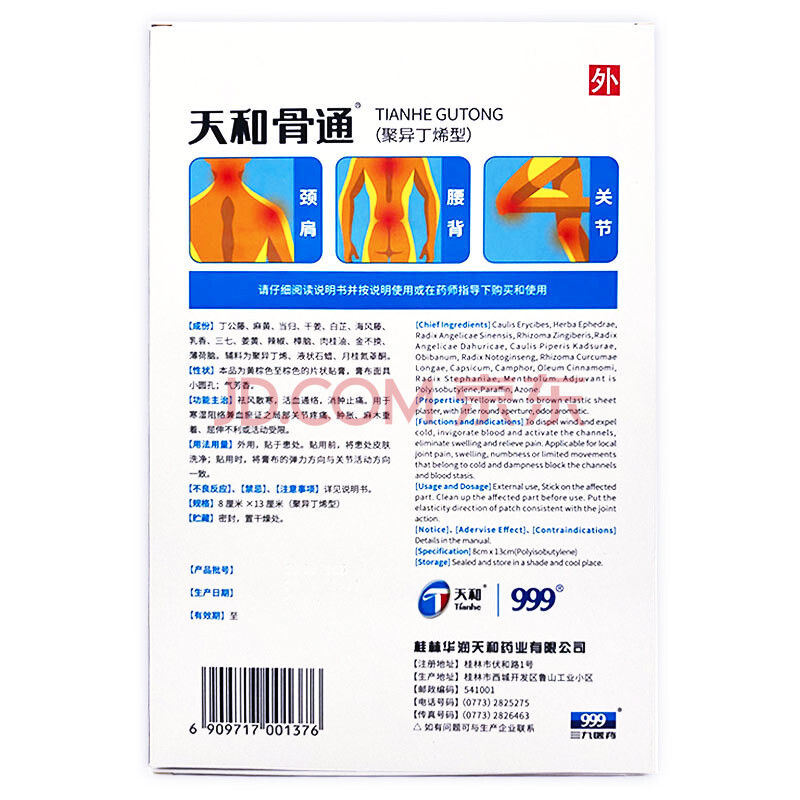 外
天和骨通®
TIANHE GUTONG
(聚异丁烯型)
颈肩
腰背
关节
请仔细阅读说明书并按说明使用或在药师指导下购买和使用
【成份】丁公藤、麻黄、当归、干姜、白芷、海风藤、
乳香、三七、姜黄、辣椒、樟脑、肉桂油、金不换、
薄荷脑。辅料为聚异丁烯、液状石蜡、月桂氮䓬酮。
【性状】本品为黄棕色至棕色的片状贴膏，膏布面具
小圆孔；气芳香。
【功能主治】祛风散寒，活血通络，消肿止痛。用于
寒湿阻络兼血瘀证之局部关节疼痛、肿胀、麻木重
着、屈伸不利或活动受限。
【用法用量】外用，贴于患处。贴用前，将患处皮肤
洗净；贴用时，将膏布的弹力方向与关节活动方向
一致。
【不良反应】、【禁忌】、【注意事项】详见说明书。
【规格】8厘米×13厘米（聚异丁烯型）
【贮藏】密封，置干燥处。
【产品批号】
【生产日期】
【有效期】至
6 909717 001376
[Chief Ingredients] Caulis Erycibes, Herba Ephedrae,
Radix Angelicae Sinensis, Rhizoma Zingiberis,Radix
Angelicae Dahuricae, Caulis Piperis Kadsurae,
Obibanum, Radix Notoginseng, Rhizoma Curcumae
Longae, Capsicum, Camphor, Oleum Cinnamomi,
Radix Stephaniae, Mentholm. Adjuvant is
Polyisobutylene,Paraffin, Azone.
[Properties] Yellow brown to brown elastic sheet
plaster, with little round aperture, and aromatic.
[Functions and Indications] To dispel wind and expel
cold, invigorate blood and activate the channels,
eliminate swelling and relieve pain. Applicable for local
joint pain, swelling, numbness or limited movements
that belong to cold and dampness block the channels
and blood stasis.
[Usage and Dosage] External use, Stick on the affected
part. Clean up the affected part before use. Put the
elasticity direction of patch consistent with the joint
action.
[Notice]、[Adervise Effect]、[Contraindications]
Details in the manual.
[Specification] 8cm x 13cm(Polyisobutylene)
[Storage] Sealed and store in a shade and cool place.
天和®
Tianhe
999®
桂林华润天和药业有限公司
【注册地址】桂林市伏和路1号
【生产地址】桂林市西城开发区鲁山工业小区
【邮政编码】541001
【电话号码】(0773) 2825275
【传真号码】(0773) 2826463
△ 如有问题可与生产企业联系
999®
三九医药
JD.COM 京东